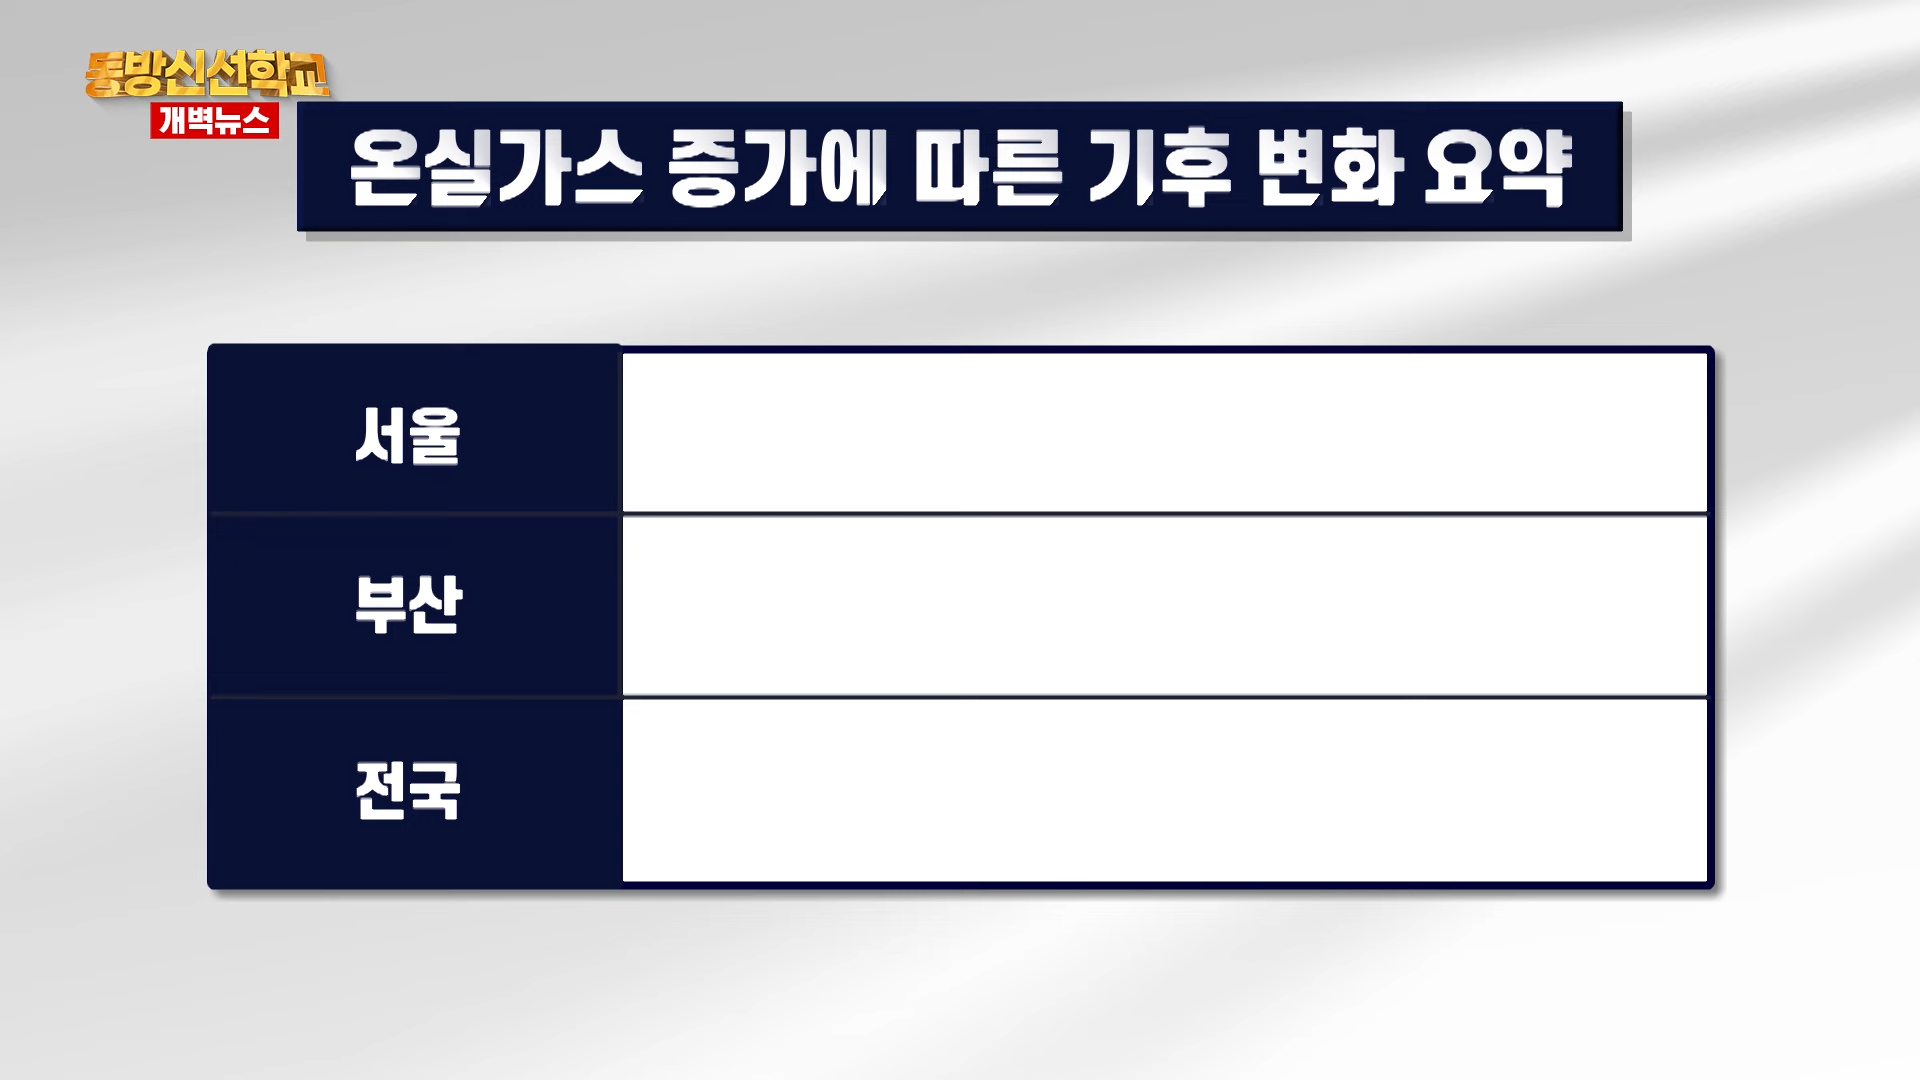 동방신선학교
개벽뉴스
온실가스 증가에 따른 기후 변화 요약
서울
부산
전국